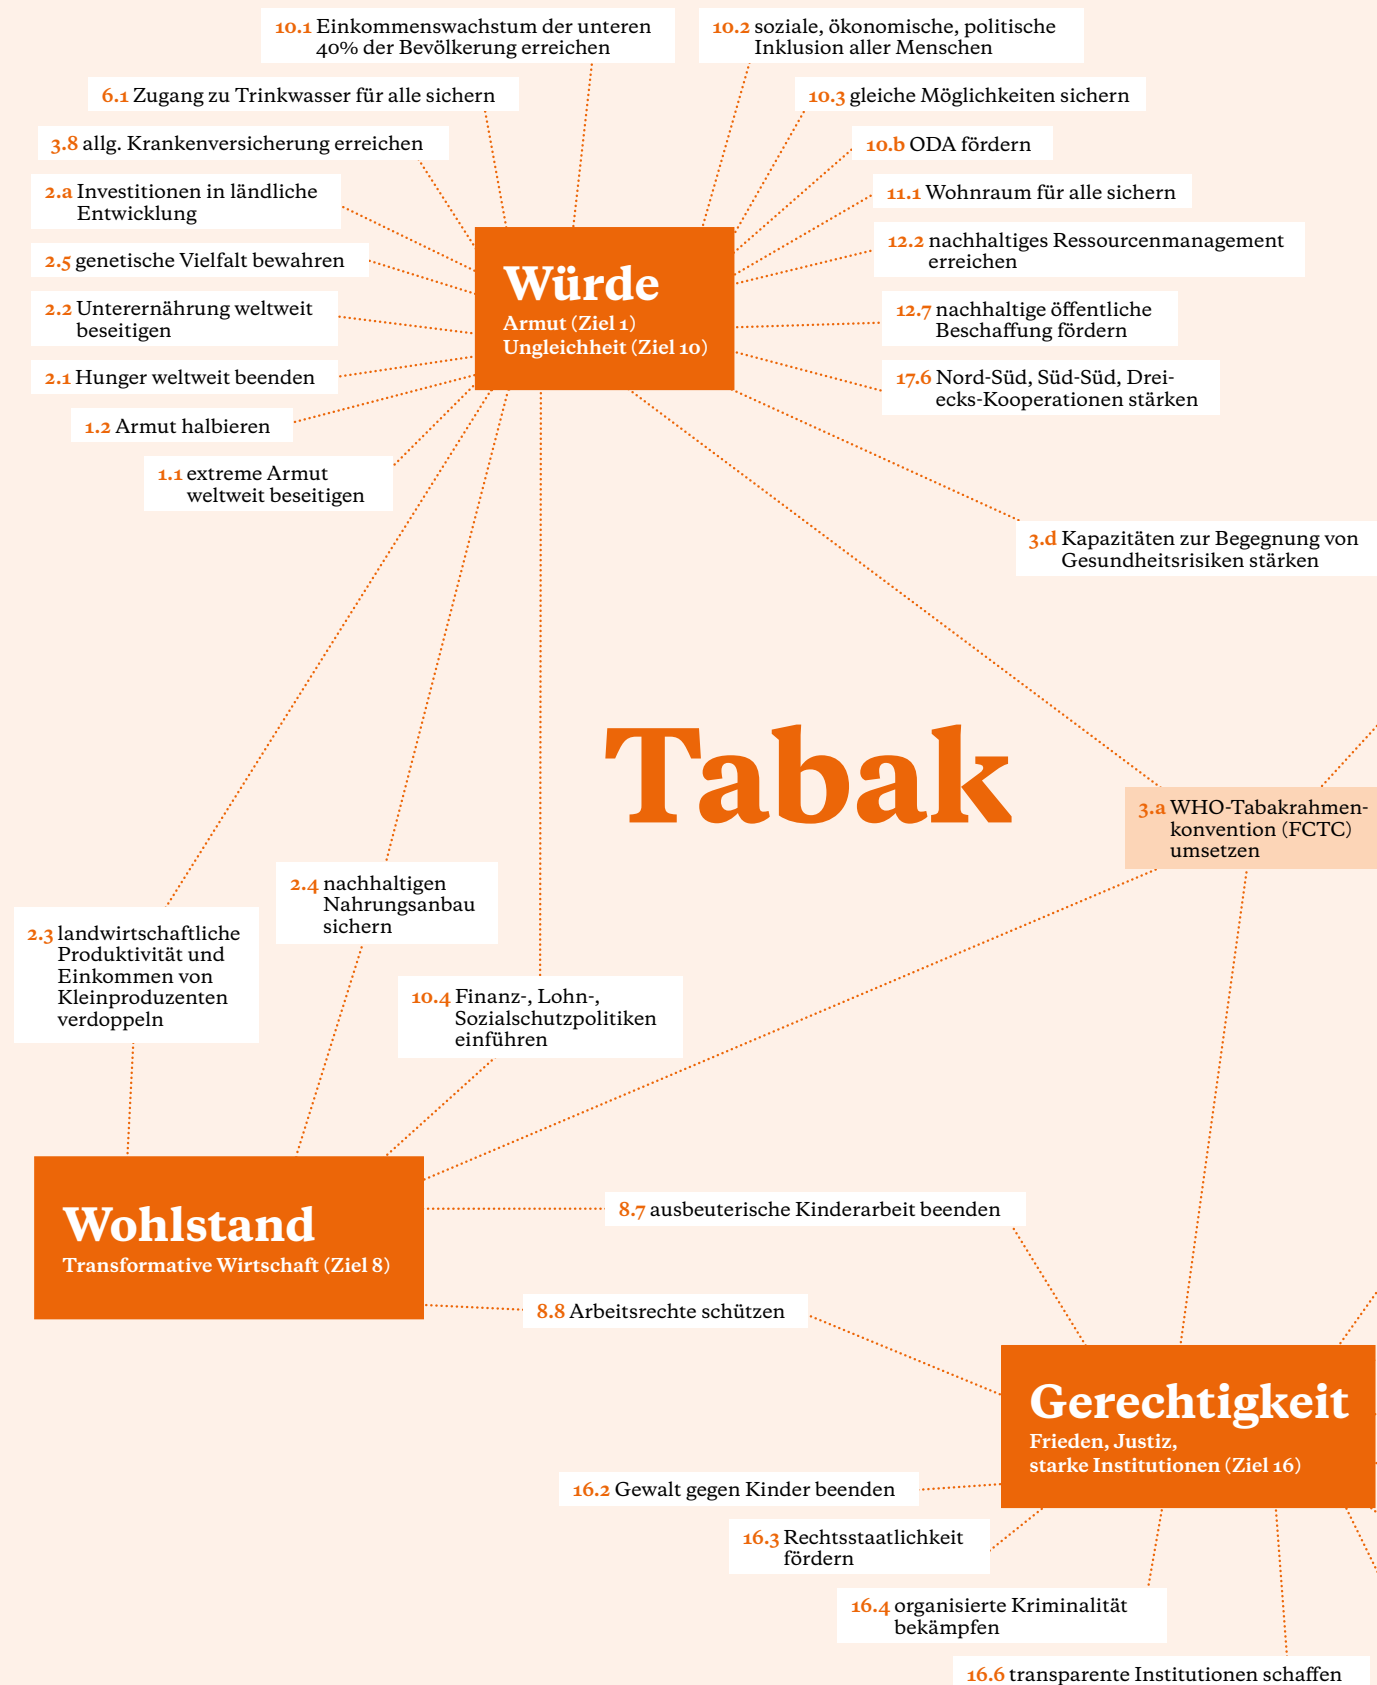 10.1 Einkommenswachstum der unteren
40% der Bevölkerung erreichen
10.2 soziale, ökonomische, politische
Inklusion aller Menschen
6.1 Zugang zu Trinkwasser für alle sichern
10.3 gleiche Möglichkeiten sichern
3.8 allg. Krankenversicherung erreichen
10.b ODA fördern
2.a Investitionen in ländliche
Entwicklung
11.1 Wohnraum für alle sichern
2.5 genetische Vielfalt bewahren
12.2 nachhaltiges Ressourcenmanagement
erreichen
Würde
Armut (Ziel 1)
Ungleichheit (Ziel 10)
2.2 Unterernährung weltweit
beseitigen
12.7 nachhaltige öffentliche
Beschaffung fördern
2.1 Hunger weltweit beenden
17.6 Nord-Süd, Süd-Süd, Drei-
ecks-Kooperationen stärken
1.2 Armut halbieren
1.1 extreme Armut
weltweit beseitigen
3.d Kapazitäten zur Begegnung von
Gesundheitsrisiken stärken
Tabak
3.a WHO-Tabakrahmen-
konvention (FCTC)
umsetzen
2.4 nachhaltigen
Nahrungsanbau
sichern
2.3 landwirtschaftliche
Produktivität und
Einkommen von
Kleinproduzenten
verdoppeln
10.4 Finanz-, Lohn-,
Sozialschutzpolitiken
einführen
Wohlstand
Transformative Wirtschaft (Ziel 8)
8.7 ausbeuterische Kinderarbeit beenden
8.8 Arbeitsrechte schützen
Gerechtigkeit
Frieden, Justiz,
starke Institutionen (Ziel 16)
16.2 Gewalt gegen Kinder beenden
16.3 Rechtsstaatlichkeit
fördern
16.4 organisierte Kriminalität
bekämpfen
16.6 transparente Institutionen schaffen